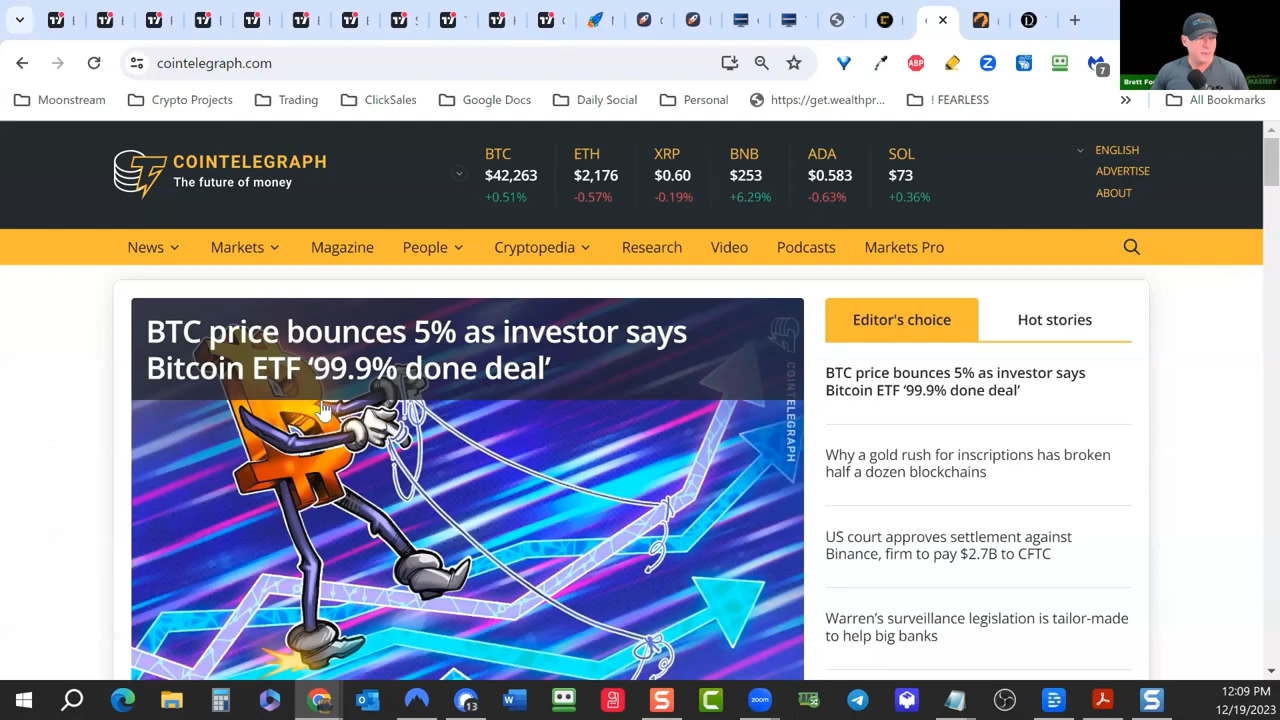 cointelegraph.com
ABP
7
Brett Fo
MASTERY
Moonstream
Crypto Projects
Trading
ClickSales
Google Docs
Daily Social
Personal
https://get.wealthpr...
! FEARLESS
All Bookmarks
COINTELEGRAPH
The future of money
BTC
$42,263
+0.51%
ETH
$2,176
-0.57%
XRP
$0.60
-0.19%
BNB
$253
+6.29%
ADA
$0.583
-0.63%
SOL
$73
+0.36%
ENGLISH
ADVERTISE
ABOUT
News
Markets
Magazine
People
Cryptopedia
Research
Video
Podcasts
Markets Pro
BTC price bounces 5% as investor says
Bitcoin ETF ‘99.9% done deal’
COINTELEGRAPH
Editor's choice
Hot stories
BTC price bounces 5% as investor says
Bitcoin ETF ‘99.9% done deal’
Why a gold rush for inscriptions has broken
half a dozen blockchains
US court approves settlement against
Binance, firm to pay $2.7B to CFTC
Warren’s surveillance legislation is tailor-made
to help big banks
13
zoom
12:09 PM
12/19/2023